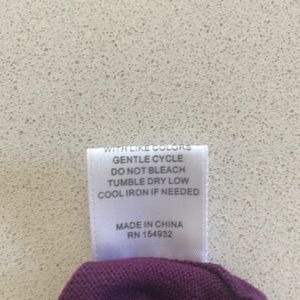 WITH LIKE COLORS
GENTLE CYCLE
DO NOT BLEACH
TUMBLE DRY LOW
COOL IRON IF NEEDED
MADE IN CHINA
RN 154932